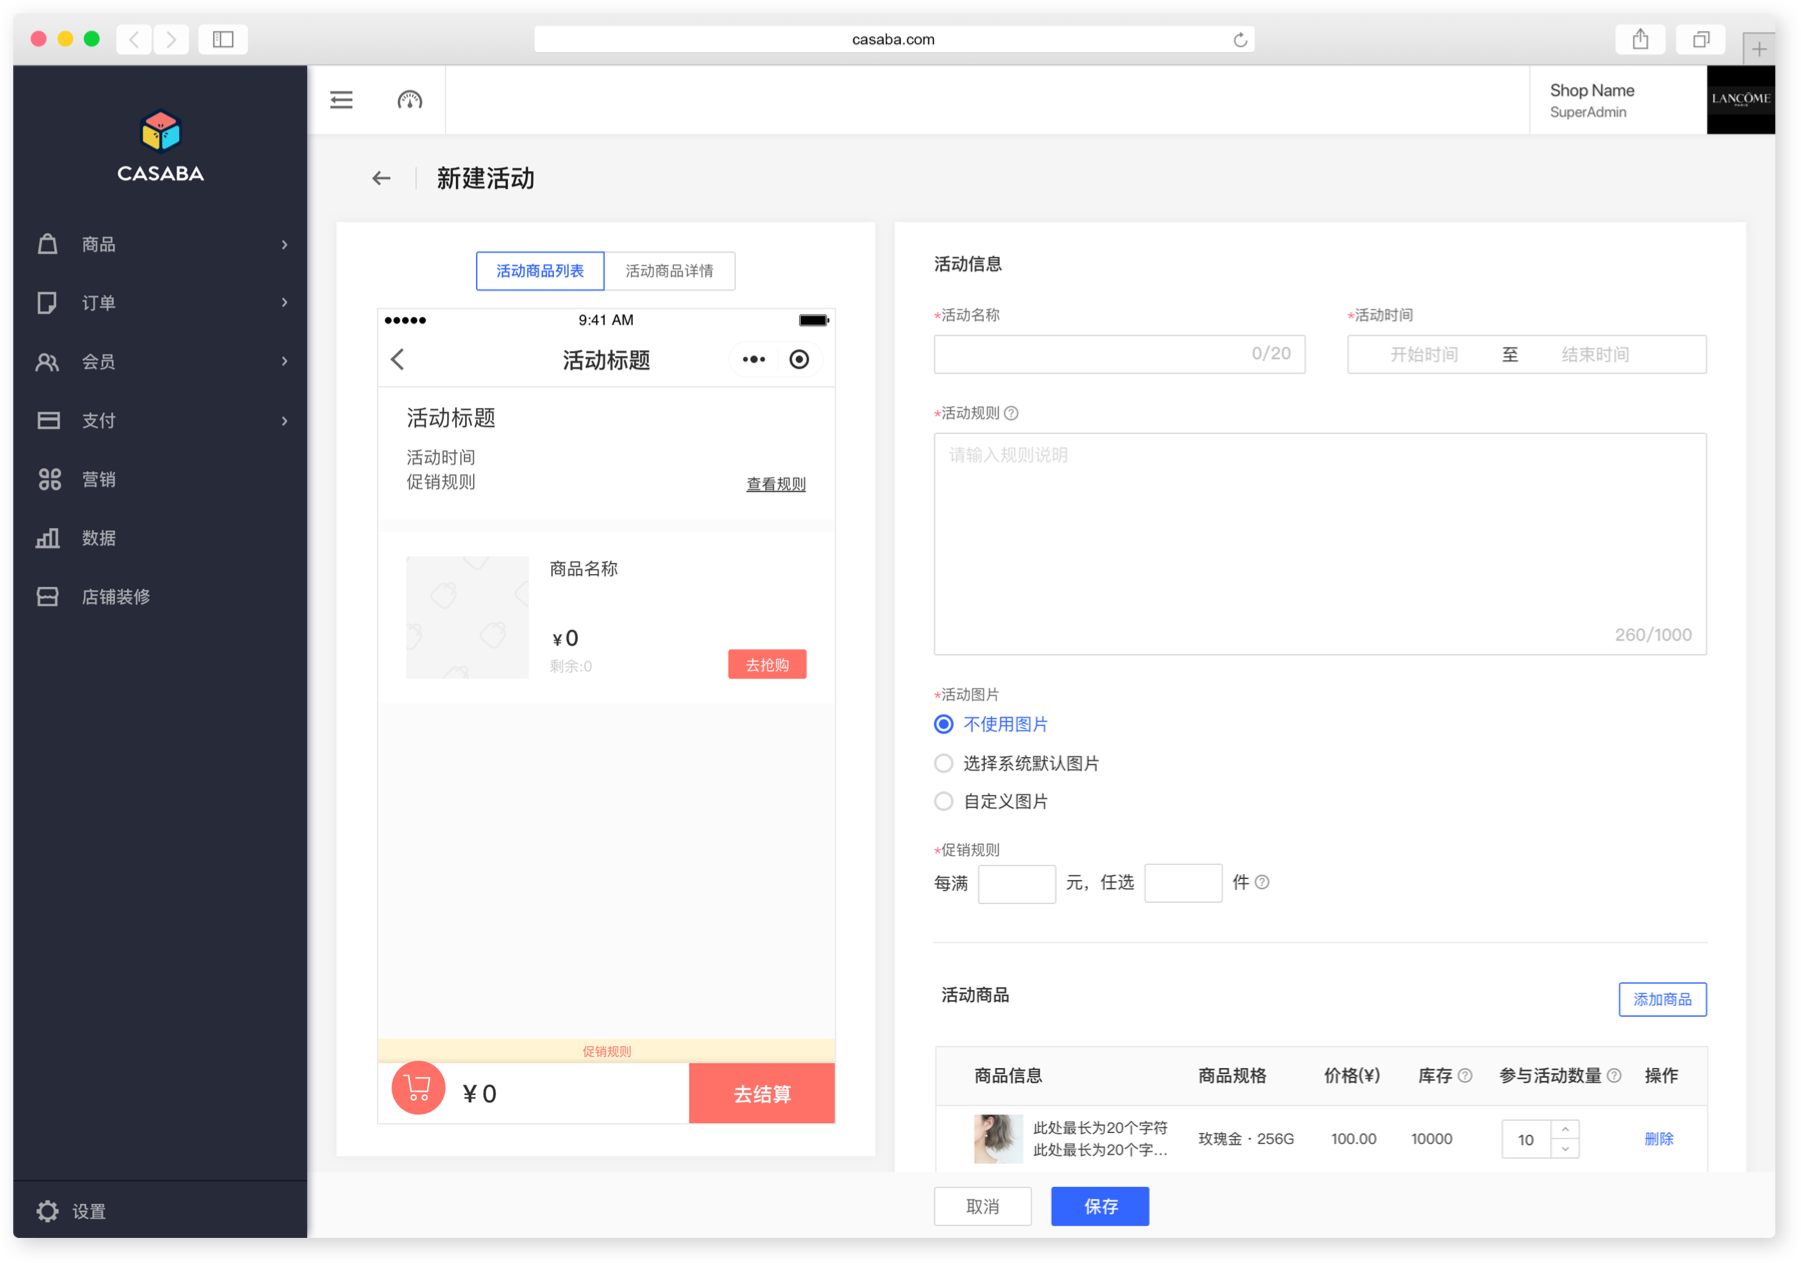 casaba.com
Shop Name
SuperAdmin
LANCÔME
CASABA
商品
订单
会员
支付
营销
数据
店铺装修
设置
新建活动
活动商品列表
活动商品详情
9:41 AM
活动标题
活动标题
活动时间
促销规则
查看规则
商品名称
¥0
剩余:0
去抢购
促销规则
¥0
去结算
活动信息
*活动名称
0/20
*活动时间
开始时间 至 结束时间
*活动规则
请输入规则说明
260/1000
*活动图片
不使用图片
选择系统默认图片
自定义图片
*促销规则
每满 元，任选 件
活动商品
添加商品
商品信息 商品规格 价格(¥) 库存 参与活动数量 操作
此处最长为20个字符
此处最长为20个字...
玫瑰金・256G 100.00 10000 10 删除
取消
保存